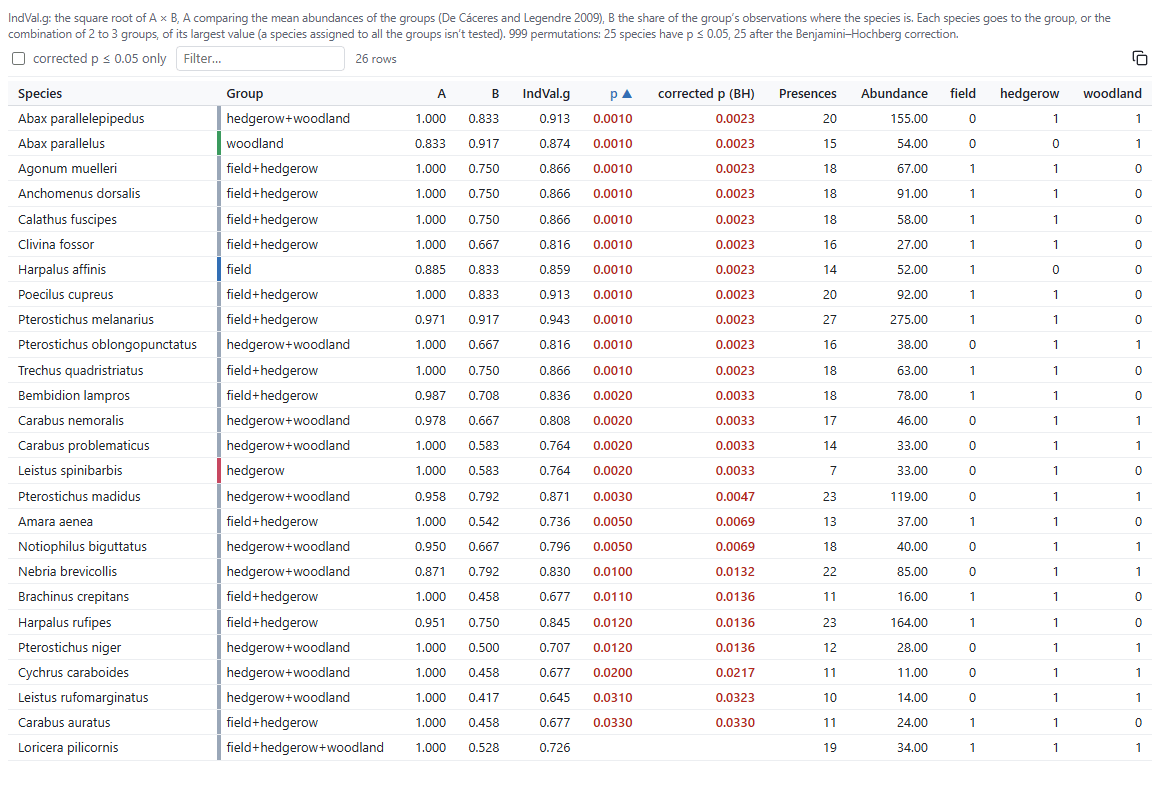 IndVal.g: the square root of A × B, A comparing the mean abundances of the groups (De Cáceres and Legendre 2009), B the share of the group's observations where the species is. Each species goes to the group, or the
combination of 2 to 3 groups, of its largest value (a species assigned to all the groups isn't tested). 999 permutations: 25 species have p ≤ 0.05, 25 after the Benjamini–Hochberg correction.
corrected p ≤ 0.05 only Filter... 26 rows
Species Group A B IndVal.g p ▲ corrected p (BH) Presences Abundance field hedgerow woodland
Abax parallelepipedus hedgerow+woodland 1.000 0.833 0.913 0.0010 0.0023 20 155.00 0 1 1
Abax parallelus woodland 0.833 0.917 0.874 0.0010 0.0023 15 54.00 0 0 1
Agonum muelleri field+hedgerow 1.000 0.750 0.866 0.0010 0.0023 18 67.00 1 1 0
Anchomenus dorsalis field+hedgerow 1.000 0.750 0.866 0.0010 0.0023 18 91.00 1 1 0
Calathus fuscipes field+hedgerow 1.000 0.750 0.866 0.0010 0.0023 18 58.00 1 1 0
Clivina fossor field+hedgerow 1.000 0.667 0.816 0.0010 0.0023 16 27.00 1 1 0
Harpalus affinis field 0.885 0.833 0.859 0.0010 0.0023 14 52.00 1 0 0
Poecilus cupreus field+hedgerow 1.000 0.833 0.913 0.0010 0.0023 20 92.00 1 1 0
Pterostichus melanarius field+hedgerow 0.971 0.917 0.943 0.0010 0.0023 27 275.00 1 1 0
Pterostichus oblongopunctatus hedgerow+woodland 1.000 0.667 0.816 0.0010 0.0023 16 38.00 0 1 1
Trechus quadristriatus field+hedgerow 1.000 0.750 0.866 0.0010 0.0023 18 63.00 1 1 0
Bembidion lampros field+hedgerow 0.987 0.708 0.836 0.0020 0.0033 18 78.00 1 1 0
Carabus nemoralis hedgerow+woodland 0.978 0.667 0.808 0.0020 0.0033 17 46.00 0 1 1
Carabus problematicus hedgerow+woodland 1.000 0.583 0.764 0.0020 0.0033 14 33.00 0 1 1
Leistus spinibarbis hedgerow 1.000 0.583 0.764 0.0020 0.0033 7 33.00 0 1 0
Pterostichus madidus hedgerow+woodland 0.958 0.792 0.871 0.0030 0.0047 23 119.00 0 1 1
Amara aenea field+hedgerow 1.000 0.542 0.736 0.0050 0.0069 13 37.00 1 1 0
Notiophilus biguttatus hedgerow+woodland 0.950 0.667 0.796 0.0050 0.0069 18 40.00 0 1 1
Nebria brevicollis hedgerow+woodland 0.871 0.792 0.830 0.0100 0.0132 22 85.00 0 1 1
Brachinus crepitans field+hedgerow 1.000 0.458 0.677 0.0110 0.0136 11 16.00 1 1 0
Harpalus rufipes field+hedgerow 0.951 0.750 0.845 0.0120 0.0136 23 164.00 1 1 0
Pterostichus niger hedgerow+woodland 1.000 0.500 0.707 0.0120 0.0136 12 28.00 0 1 1
Cychrus caraboides hedgerow+woodland 1.000 0.458 0.677 0.0200 0.0217 11 11.00 0 1 1
Leistus rufomarginatus hedgerow+woodland 1.000 0.417 0.645 0.0310 0.0323 10 14.00 0 1 1
Carabus auratus field+hedgerow 1.000 0.458 0.677 0.0330 0.0330 11 24.00 1 1 0
Loricera pilicornis field+hedgerow+woodland 1.000 0.528 0.726 19 34.00 1 1 1